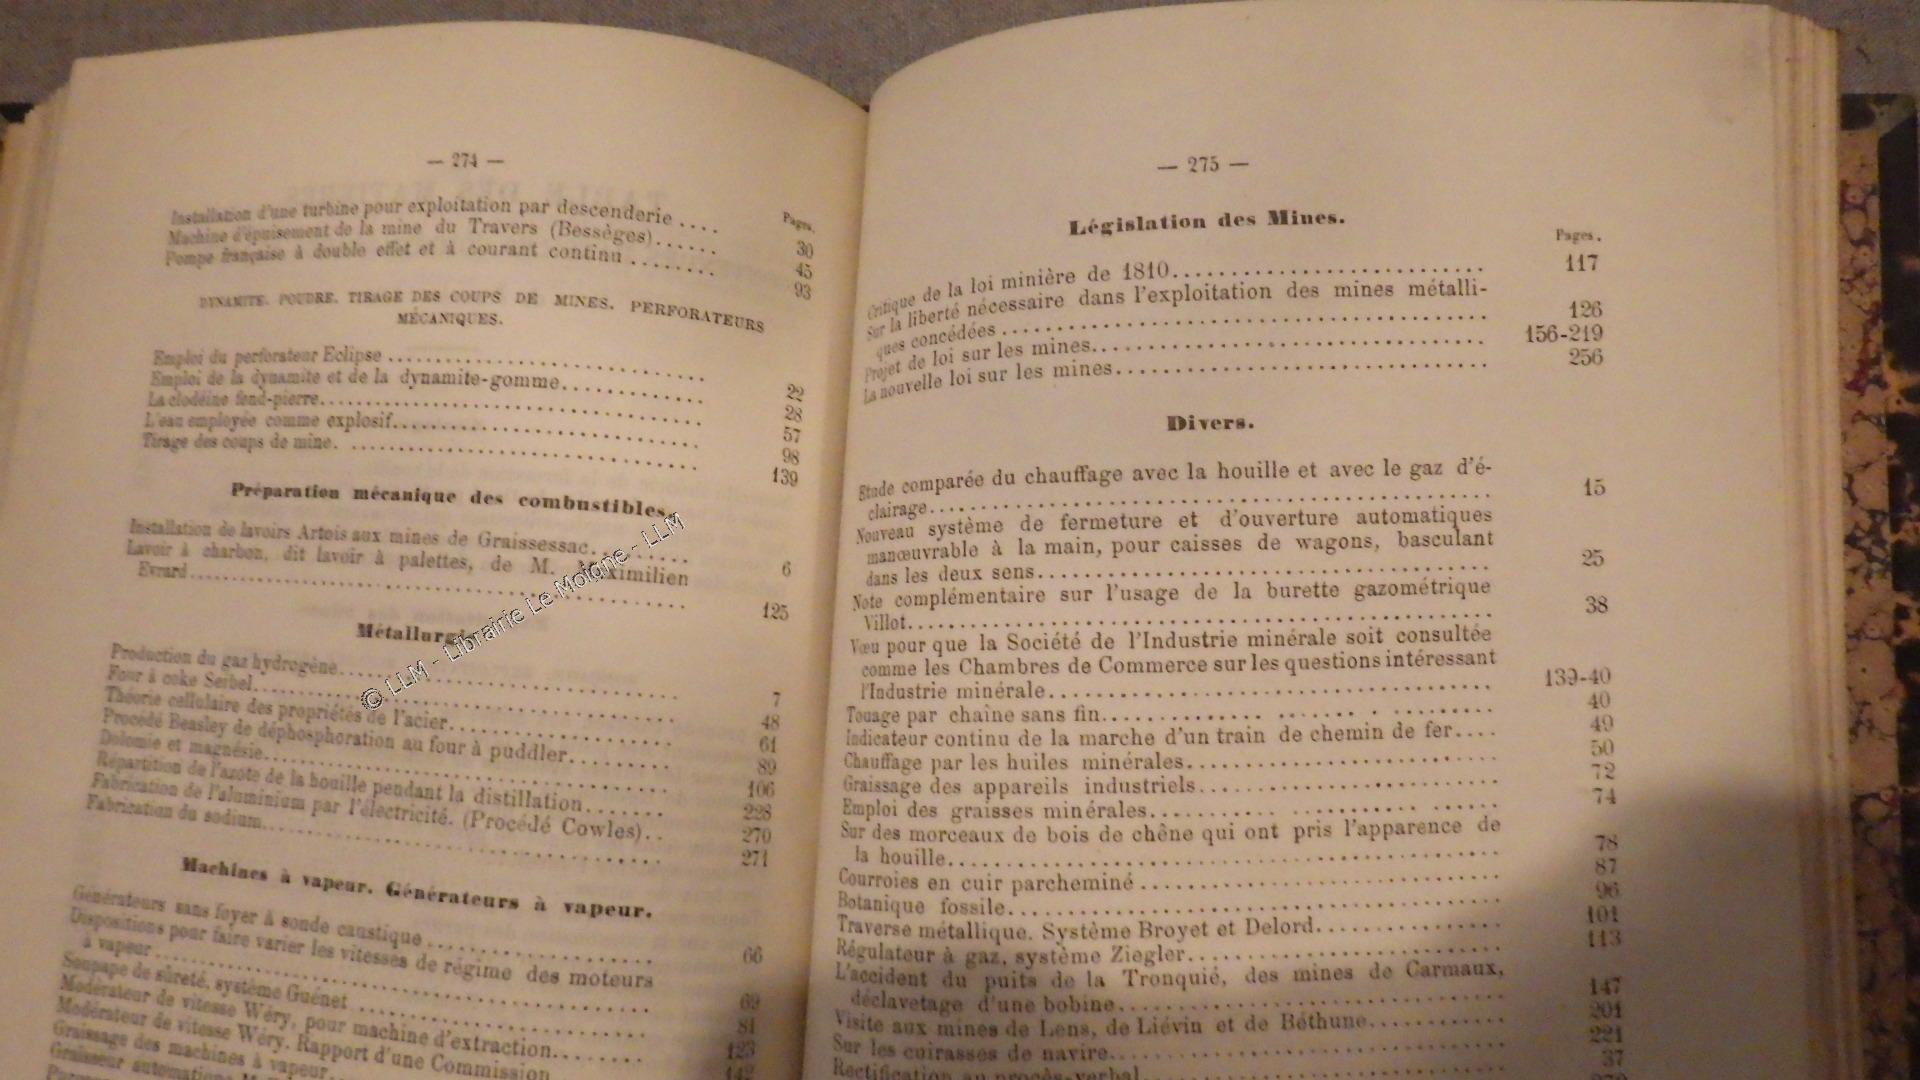 — 274 —
Pages.
Installation d'une turbine pour exploitation par descenderie .... 30
Machine d'épuisement de la mine du Travers (Bessèges)...... 45
Pompe française à double effet et à courant continu ........ 93
DYNAMITE. POUDRE. TIRAGE DES COUPS DE MINES. PERFORATEURS
MÉCANIQUES.
Emploi du perforateur Eclipse ........ 22
Emploi de la dynamite et de la dynamite-gomme........ 28
La clodéine fend-pierre........ 57
L'eau employée comme explosif........ 98
Tirage des coups de mine. ........ 139
Préparation mécanique des combustibles.
Installation de lavoirs Artois aux mines de Graissessac........ 6
Lavoir à charbon, dit lavoir à palettes, de M. Maximilien
Evrard........ 125
Métallurgie
Production du gaz hydrogène........ 7
Four à coke Seibel........ 48
Théorie cellulaire des propriétés de l'acier........ 61
Procédé Beasley de déphosphoration au four à puddler........ 89
Dolomie et magnésie........ 106
Répartition de l'azote de la houille pendant la distillation....... 228
Fabrication de l'aluminium par l'électricité. (Procédé Cowles).. 270
Fabrication du sodium........ 271
Machines à vapeur. Générateurs à vapeur.
Générateurs sans foyer à soude caustique ........ 66
Dispositions pour faire varier les vitesses de régime des moteurs
à vapeur ........ 69
Soupape de sûreté, système Guénet ........ 81
Modérateur de vitesse Wéry, pour machine d'extraction........ 123
Modérateur de vitesse Wéry. Rapport d'une Commission 142
Graissage des machines à vapeur..
Graisseur automatique
© LLM - Librairie Le Moigne - LLM
— 275 —
Législation des Mines.
Pages.
Critique de la loi minière de 1810........ 117
Sur la liberté nécessaire dans l'exploitation des mines métalli-
ques concédées ........ 126
Projet de loi sur les mines........ 156-219
La nouvelle loi sur les mines........ 256
Divers.
Etude comparée du chauffage avec la houille et avec le gaz d'é-
clairage........ 15
Nouveau système de fermeture et d'ouverture automatiques
manœuvrable à la main, pour caisses de wagons, basculant
dans les deux sens........ 25
Note complémentaire sur l'usage de la burette gazométrique
Villot........ 38
Vœu pour que la Société de l'Industrie minérale soit consultée
comme les Chambres de Commerce sur les questions intéressant
l'Industrie minérale........ 139-40
Touage par chaîne sans fin........ 40
Indicateur continu de la marche d'un train de chemin de fer.... 49
Chauffage par les huiles minérales........ 50
Graissage des appareils industriels........ 72
Emploi des graisses minérales........ 74
Sur des morceaux de bois de chêne qui ont pris l'apparence de
la houille........ 78
Courroies en cuir parcheminé ........ 87
Botanique fossile........ 96
Traverse métallique. Système Broyet et Delord........ 101
Régulateur à gaz, système Ziegler........ 113
L'accident du puits de la Tronquié, des mines de Carmaux,
déclavetage d'une bobine........ 147
Visite aux mines de Lens, de Liévin et de Béthune........ 201
Sur les cuirasses de navire........ 221
Rectification au procès-verbal........ 37